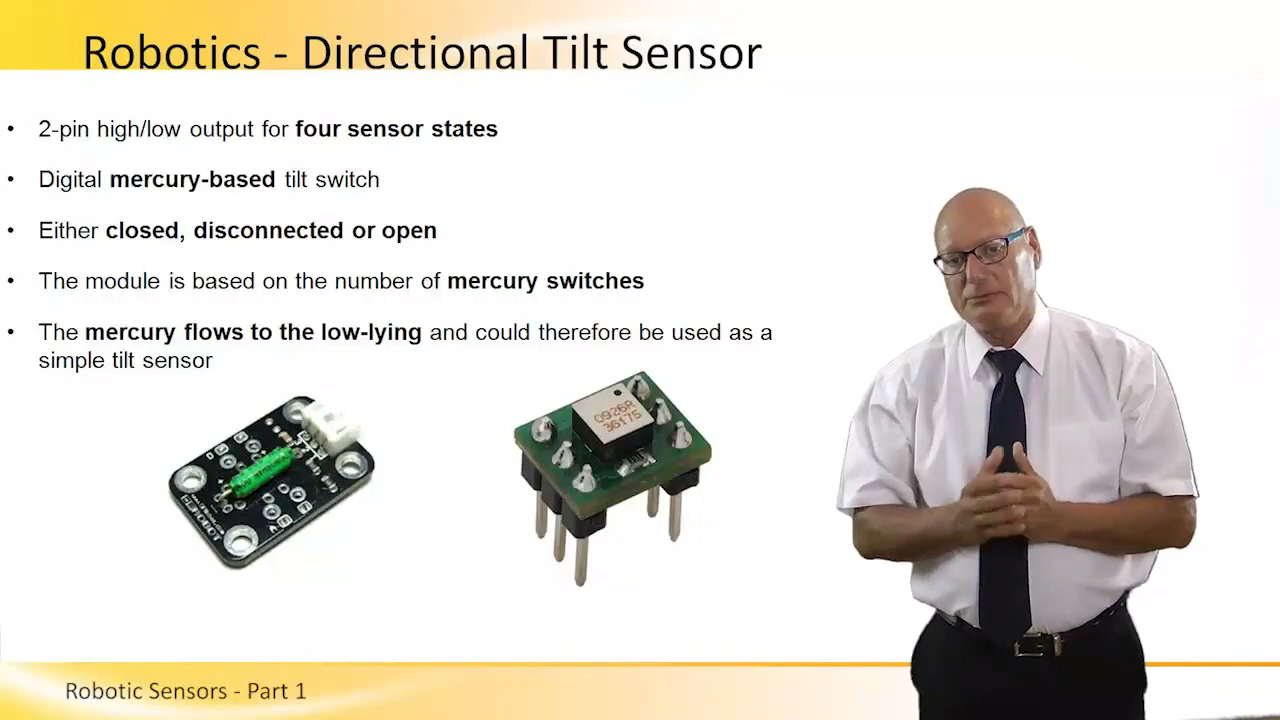 Robotics - Directional Tilt Sensor
• 2-pin high/low output for four sensor states
• Digital mercury-based tilt switch
• Either closed, disconnected or open
• The module is based on the number of mercury switches
• The mercury flows to the low-lying and could therefore be used as a
simple tilt sensor
0926R
36175
Robotic Sensors - Part 1